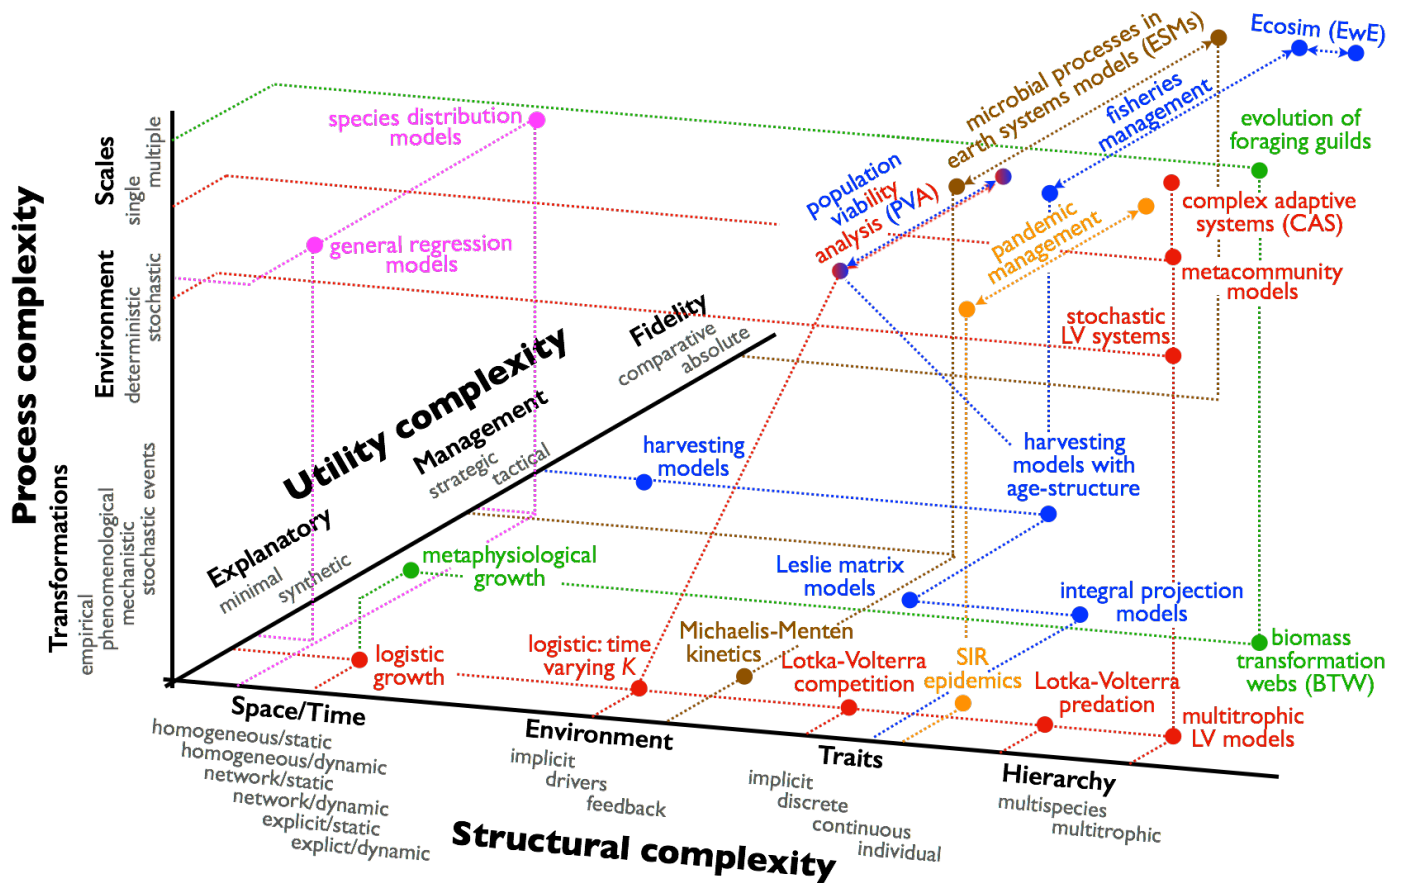 Process complexity
Scales
single
multiple
Environment
deterministic
stochastic
Transformations
empirical
phenomenological
mechanistic
stochastic events
Utility complexity
Explanatory
minimal
synthetic
Management
strategic
tactical
Fidelity
comparative
absolute
Structural complexity
Space/Time
homogeneous/static
homogeneous/dynamic
network/static
network/dynamic
explicit/static
explict/dynamic
Environment
implicit
drivers
feedback
Traits
implicit
discrete
continuous
individual
Hierarchy
multispecies
multitrophic
species distribution
models
general regression
models
population
viability
analysis (PVA)
microbial processes in
earth systems models (ESMs)
fisheries
management
Ecosim (EwE)
evolution of
foraging guilds
pandemic
management
complex adaptive
systems (CAS)
metacommunity
models
stochastic
LV systems
harvesting
models
harvesting
models with
age-structure
metaphysiological
growth
Leslie matrix
models
integral projection
models
logistic
growth
logistic: time
varying K
Michaelis-Menten
kinetics
Lotka-Volterra
competition
SIR
epidemics
Lotka-Volterra
predation
biomass
transformation
webs (BTW)
multitrophic
LV models